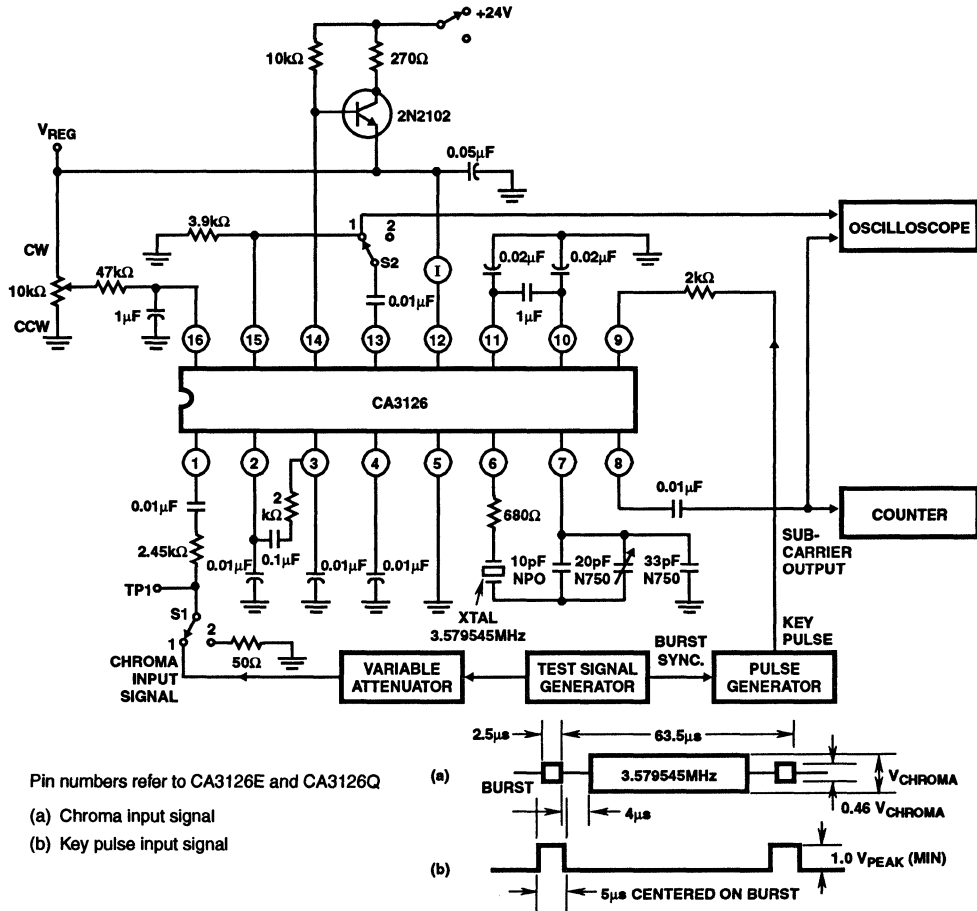 +24V
10kΩ
270Ω
2N2102
VREG
0.05µF
3.9kΩ
1
2
S2
OSCILLOSCOPE
CW
47kΩ
10kΩ
CCW
1µF
0.01µF
I
0.02µF
0.02µF
1µF
2kΩ
16
15
14
13
12
11
10
9
CA3126
1
2
3
4
5
6
7
8
0.01µF
2.45kΩ
2
kΩ
0.1µF
0.01µF
0.01µF
0.01µF
680Ω
10pF
NPO
20pF
N750
33pF
N750
0.01µF
COUNTER
SUB-
CARRIER
OUTPUT
TP1
S1
1
2
50Ω
XTAL
3.579545MHz
CHROMA
INPUT
SIGNAL
VARIABLE
ATTENUATOR
TEST SIGNAL
GENERATOR
BURST
SYNC.
PULSE
GENERATOR
KEY
PULSE
2.5µs
63.5µs
Pin numbers refer to CA3126E and CA3126Q
(a)
BURST
3.579545MHz
VCHROMA
0.46 VCHROMA
4µs
(a) Chroma input signal
(b) Key pulse input signal
(b)
1.0 VPEAK (MIN)
5µs CENTERED ON BURST